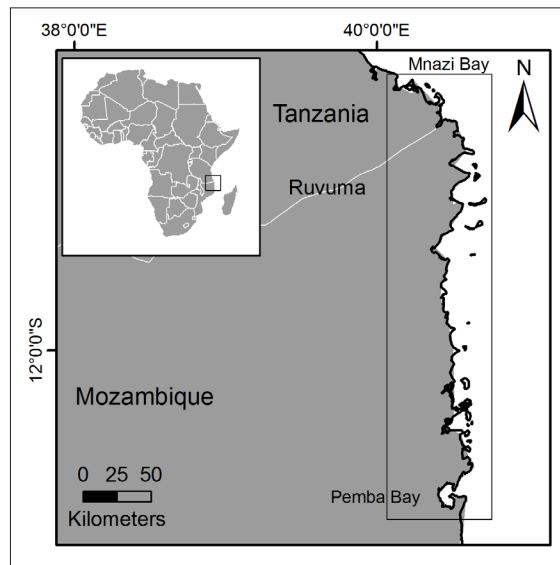 38°0'0"E
40°0'0"E
Mnazi Bay
N
Tanzania
Ruvuma
12°0'0"S
Mozambique
0 25 50
Kilometers
Pemba Bay